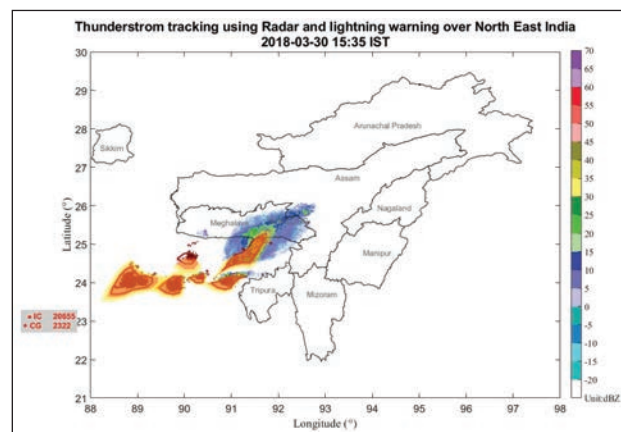 Thunderstrom tracking using Radar and lightning warning over North East India
2018-03-30 15:35 IST
30
29
28
27
26
25
24
23
22
21
Latitude (°)
88
89
90
91
92
93
94
95
96
97
98
Longitude (°)
Sikkim
Arunachal Pradesh
Assam
Nagaland
Meghalaya
Manipur
Tripura
Mizoram
IC 20655
CG 2322
70
65
60
55
50
45
40
35
30
25
20
15
10
5
0
-5
-10
-15
-20
Unit:dBZ